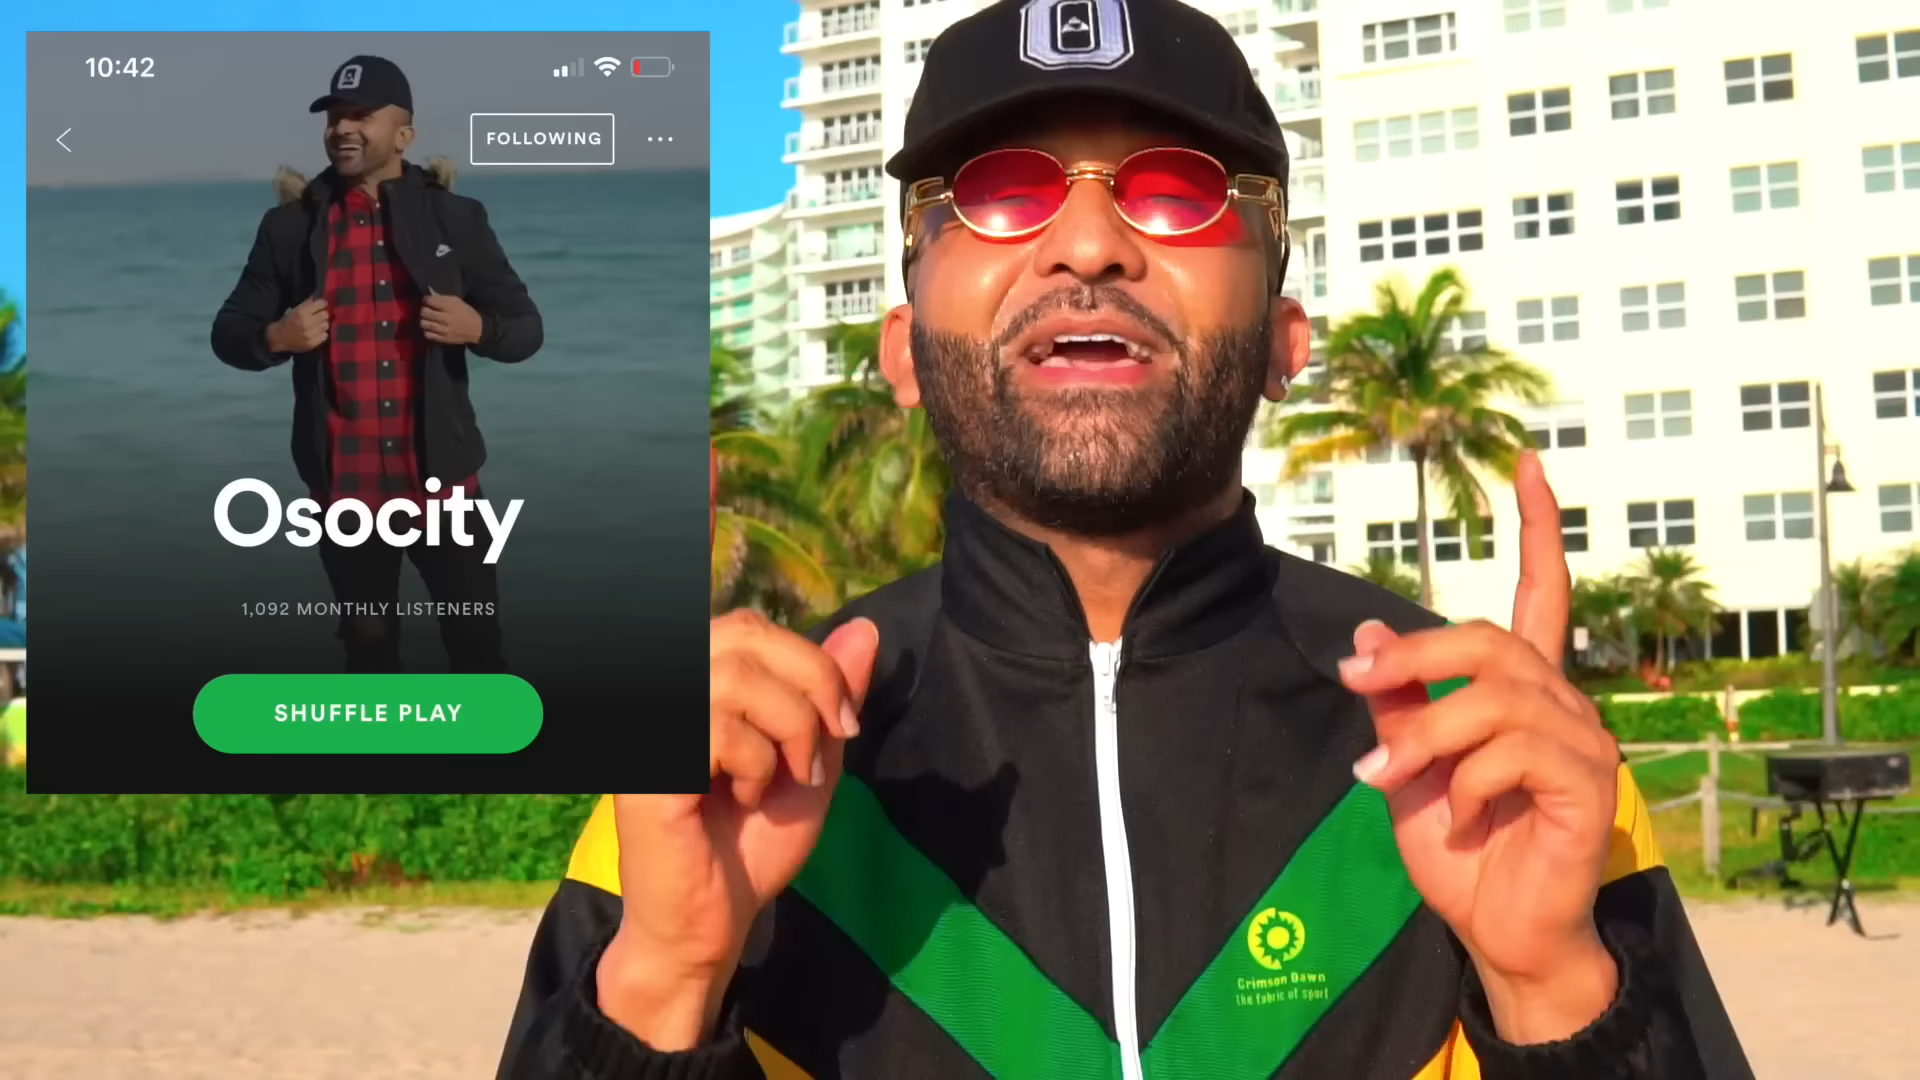 10:42
FOLLOWING
Osocity
1,092 MONTHLY LISTENERS
SHUFFLE PLAY
Crimson Dawn
the fabric of sport